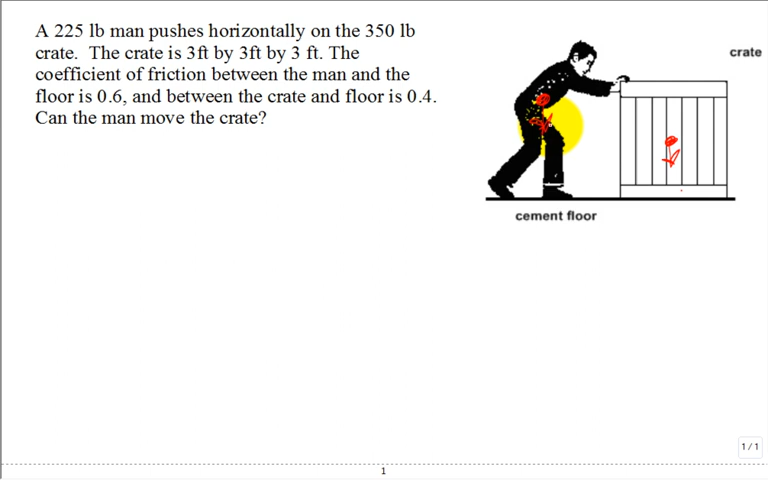 A 225 lb man pushes horizontally on the 350 lb
crate.  The crate is 3ft by 3ft by 3 ft. The
coefficient of friction between the man and the
floor is 0.6, and between the crate and floor is 0.4.
Can the man move the crate?
crate
cement floor
1 / 1
1